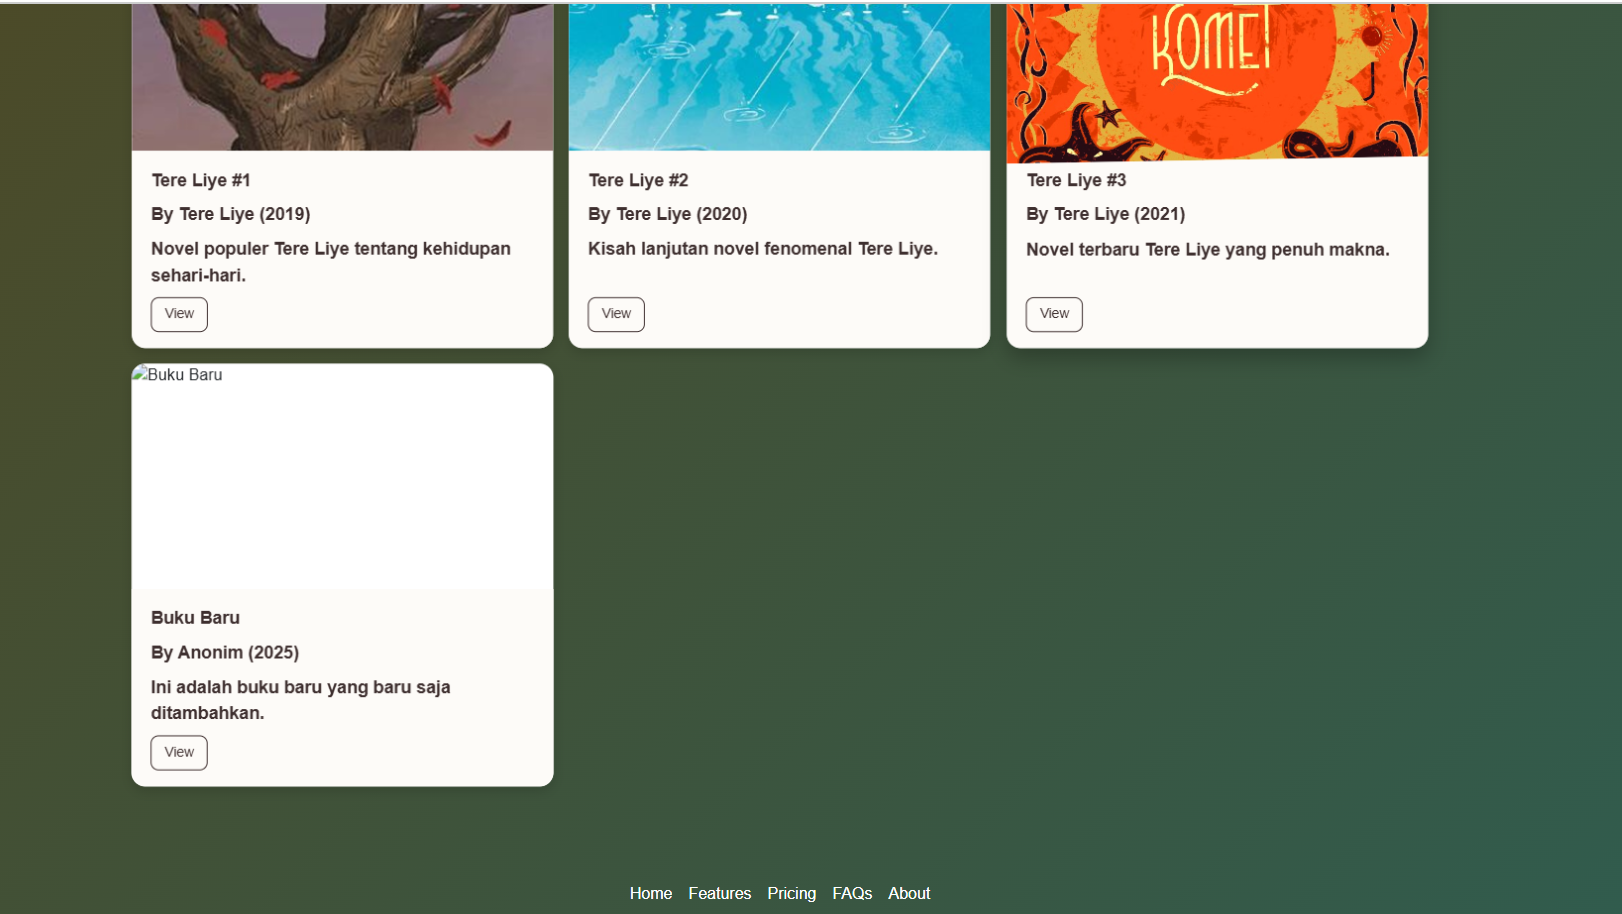 KOMET
Tere Liye #1
By Tere Liye (2019)
Novel populer Tere Liye tentang kehidupan
sehari-hari.
View
Tere Liye #2
By Tere Liye (2020)
Kisah lanjutan novel fenomenal Tere Liye.
View
Tere Liye #3
By Tere Liye (2021)
Novel terbaru Tere Liye yang penuh makna.
View
Buku Baru
Buku Baru
By Anonim (2025)
Ini adalah buku baru yang baru saja
ditambahkan.
View
Home Features Pricing FAQs About